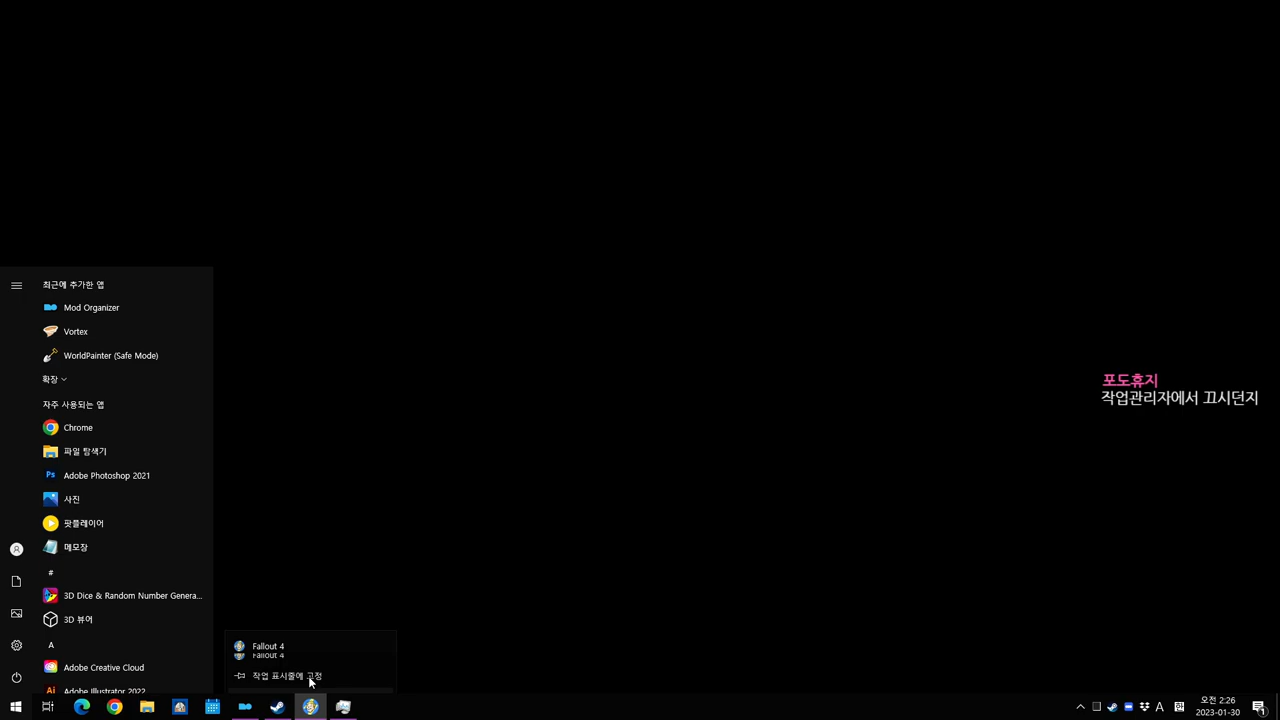 최근에 추가한 앱
Mod Organizer
Vortex
WorldPainter (Safe Mode)
확장
자주 사용되는 앱
Chrome
파일 탐색기
Adobe Photoshop 2021
사진
팟플레이어
메모장
#
3D Dice & Random Number Genera...
3D 뷰어
A
Adobe Creative Cloud
Adobe Illustrator 2022
Fallout 4
Fallout 4
작업 표시줄에 고정
포도휴지
작업관리자에서 끄시던지
A
오전 2:26
2023-01-30